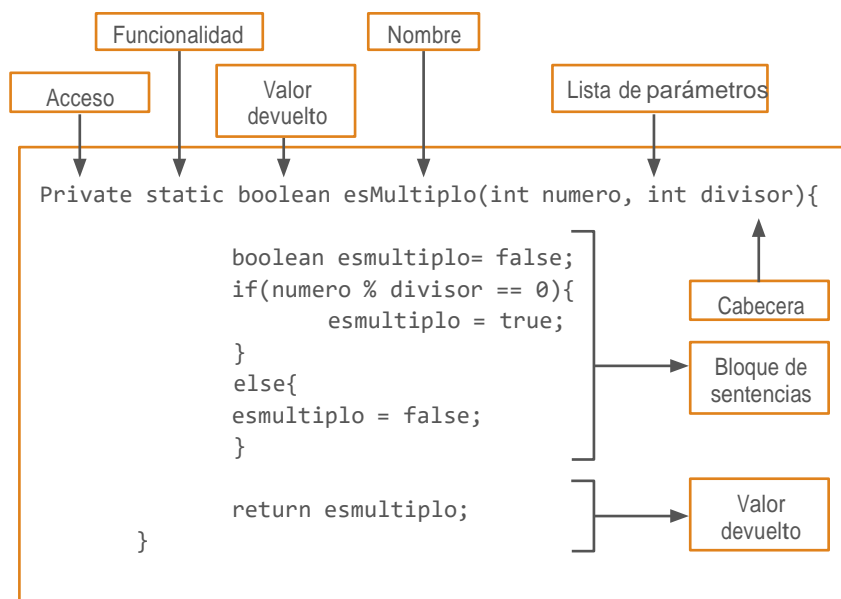 Funcionalidad
Nombre
Acceso
Valor
devuelto
Lista de parámetros
Private static boolean esMultiplo(int numero, int divisor){
boolean esmultiplo= false;
if(numero % divisor == 0){
esmultiplo = true;
}
else{
esmultiplo = false;
}
return esmultiplo;
}
Cabecera
Bloque de
sentencias
Valor
devuelto